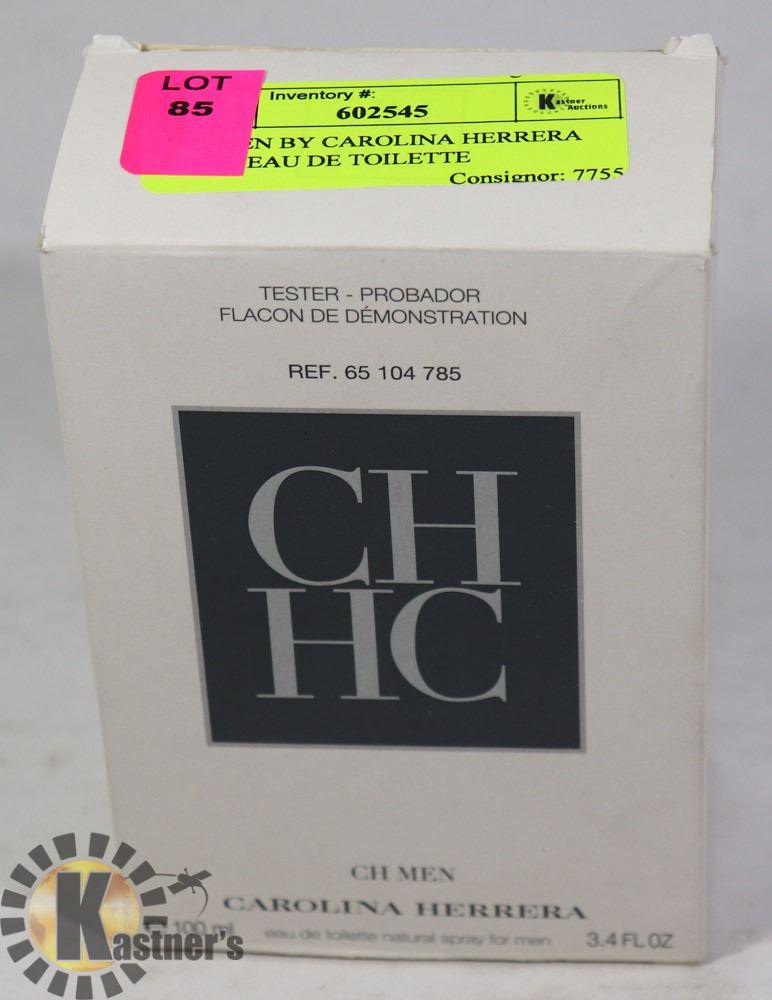 LOT
85
Inventory #:
602545
Kastner
Auctions
EN BY CAROLINA HERRERA
EAU DE TOILETTE
Consignor: 7755
TESTER - PROBADOR
FLACON DE DÉMONSTRATION
REF. 65 104 785
CH
HC
CH MEN
CAROLINA HERRERA
100 ml
eau de toilette natural spray for men
3.4 FL OZ
Kastner's